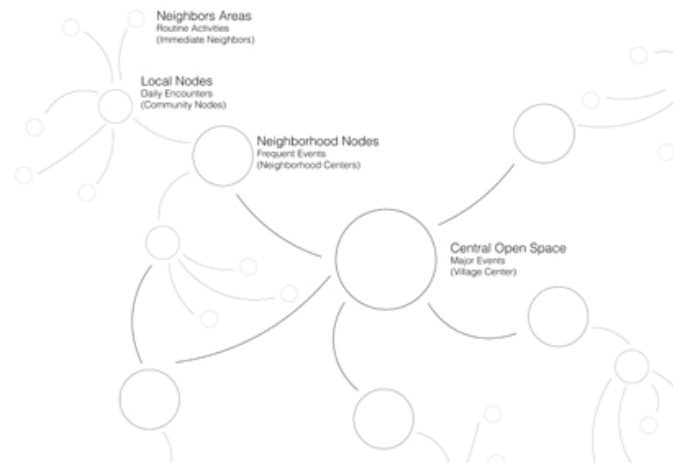 Neighbors Areas
Routine Activities
(Immediate Neighbors)
Local Nodes
Daily Encounters
(Community Nodes)
Neighborhood Nodes
Frequent Events
(Neighborhood Centers)
Central Open Space
Major Events
(Village Center)